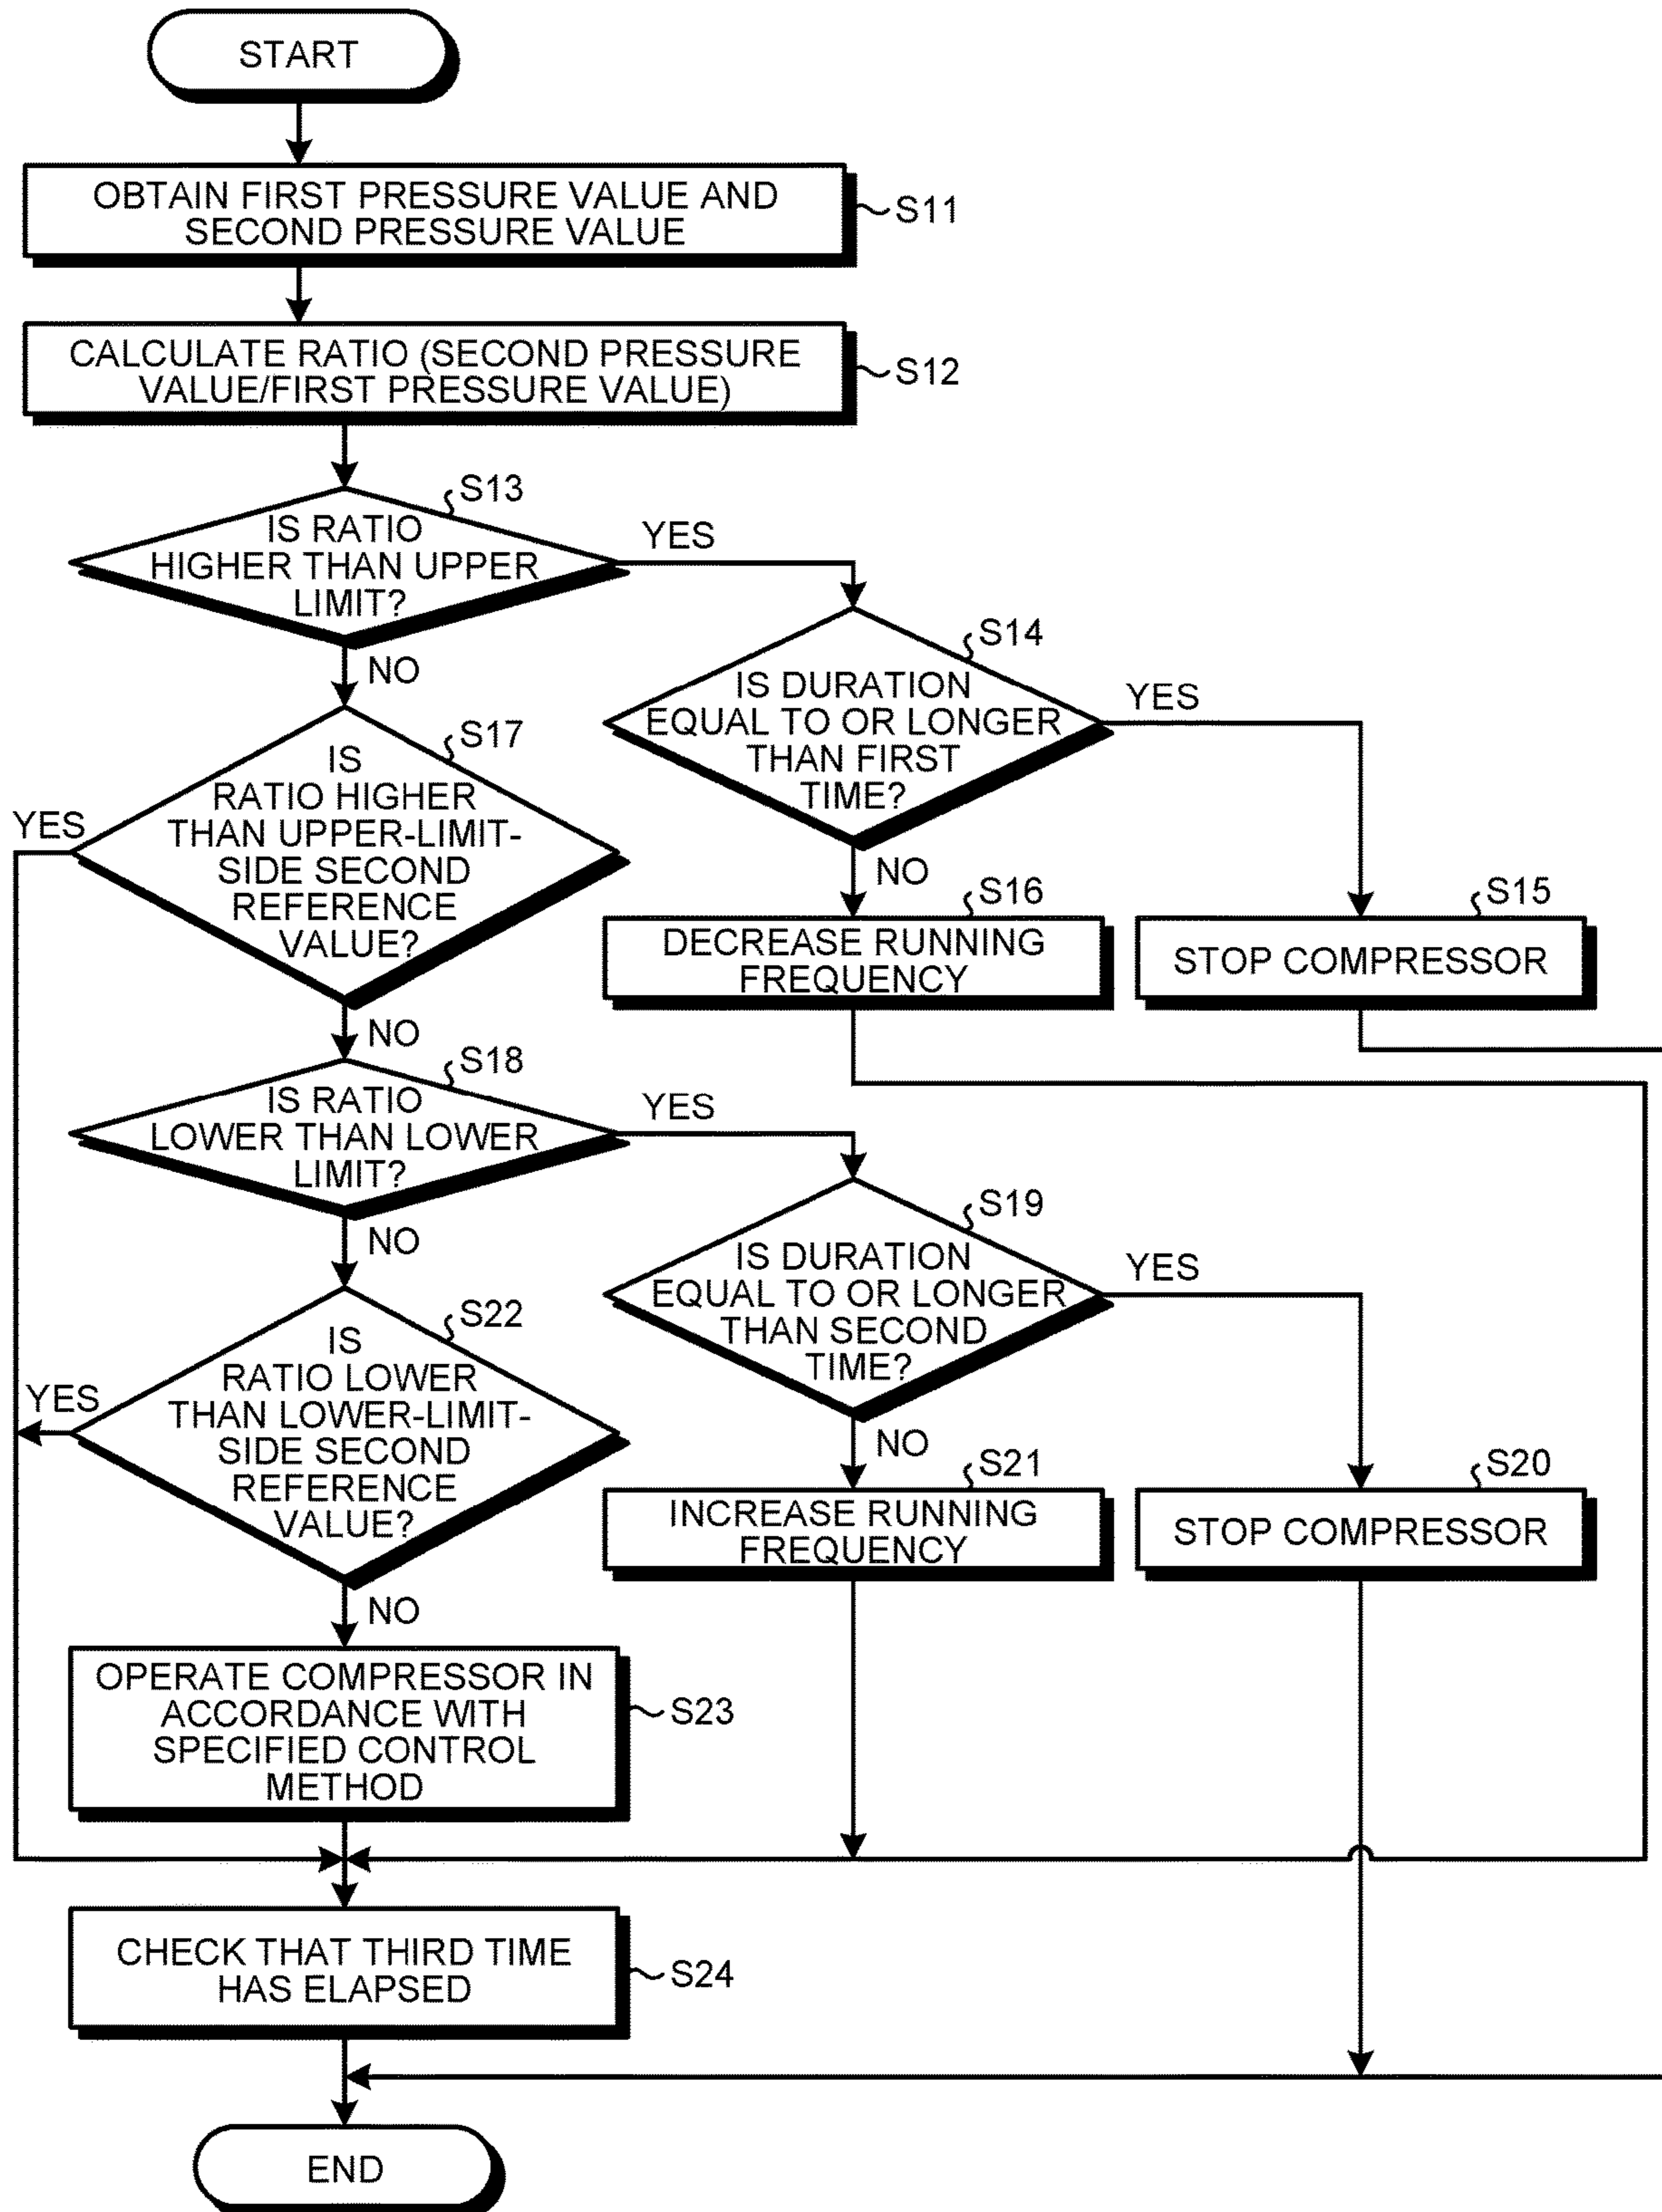 START
OBTAIN FIRST PRESSURE VALUE AND
SECOND PRESSURE VALUE
S11
CALCULATE RATIO (SECOND PRESSURE
VALUE/FIRST PRESSURE VALUE)
S12
S13
IS RATIO
HIGHER THAN UPPER
LIMIT?
YES
NO
S14
IS DURATION
EQUAL TO OR LONGER
THAN FIRST
TIME?
YES
NO
S15
STOP COMPRESSOR
S16
DECREASE RUNNING
FREQUENCY
S17
IS
RATIO HIGHER
THAN UPPER-LIMIT-
SIDE SECOND
REFERENCE
VALUE?
YES
NO
S18
IS RATIO
LOWER THAN LOWER
LIMIT?
YES
NO
S19
IS DURATION
EQUAL TO OR LONGER
THAN SECOND
TIME?
YES
NO
S20
STOP COMPRESSOR
S21
INCREASE RUNNING
FREQUENCY
S22
IS
RATIO LOWER
THAN LOWER-LIMIT-
SIDE SECOND
REFERENCE
VALUE?
YES
NO
OPERATE COMPRESSOR IN
ACCORDANCE WITH
SPECIFIED CONTROL
METHOD
S23
CHECK THAT THIRD TIME
HAS ELAPSED
S24
END